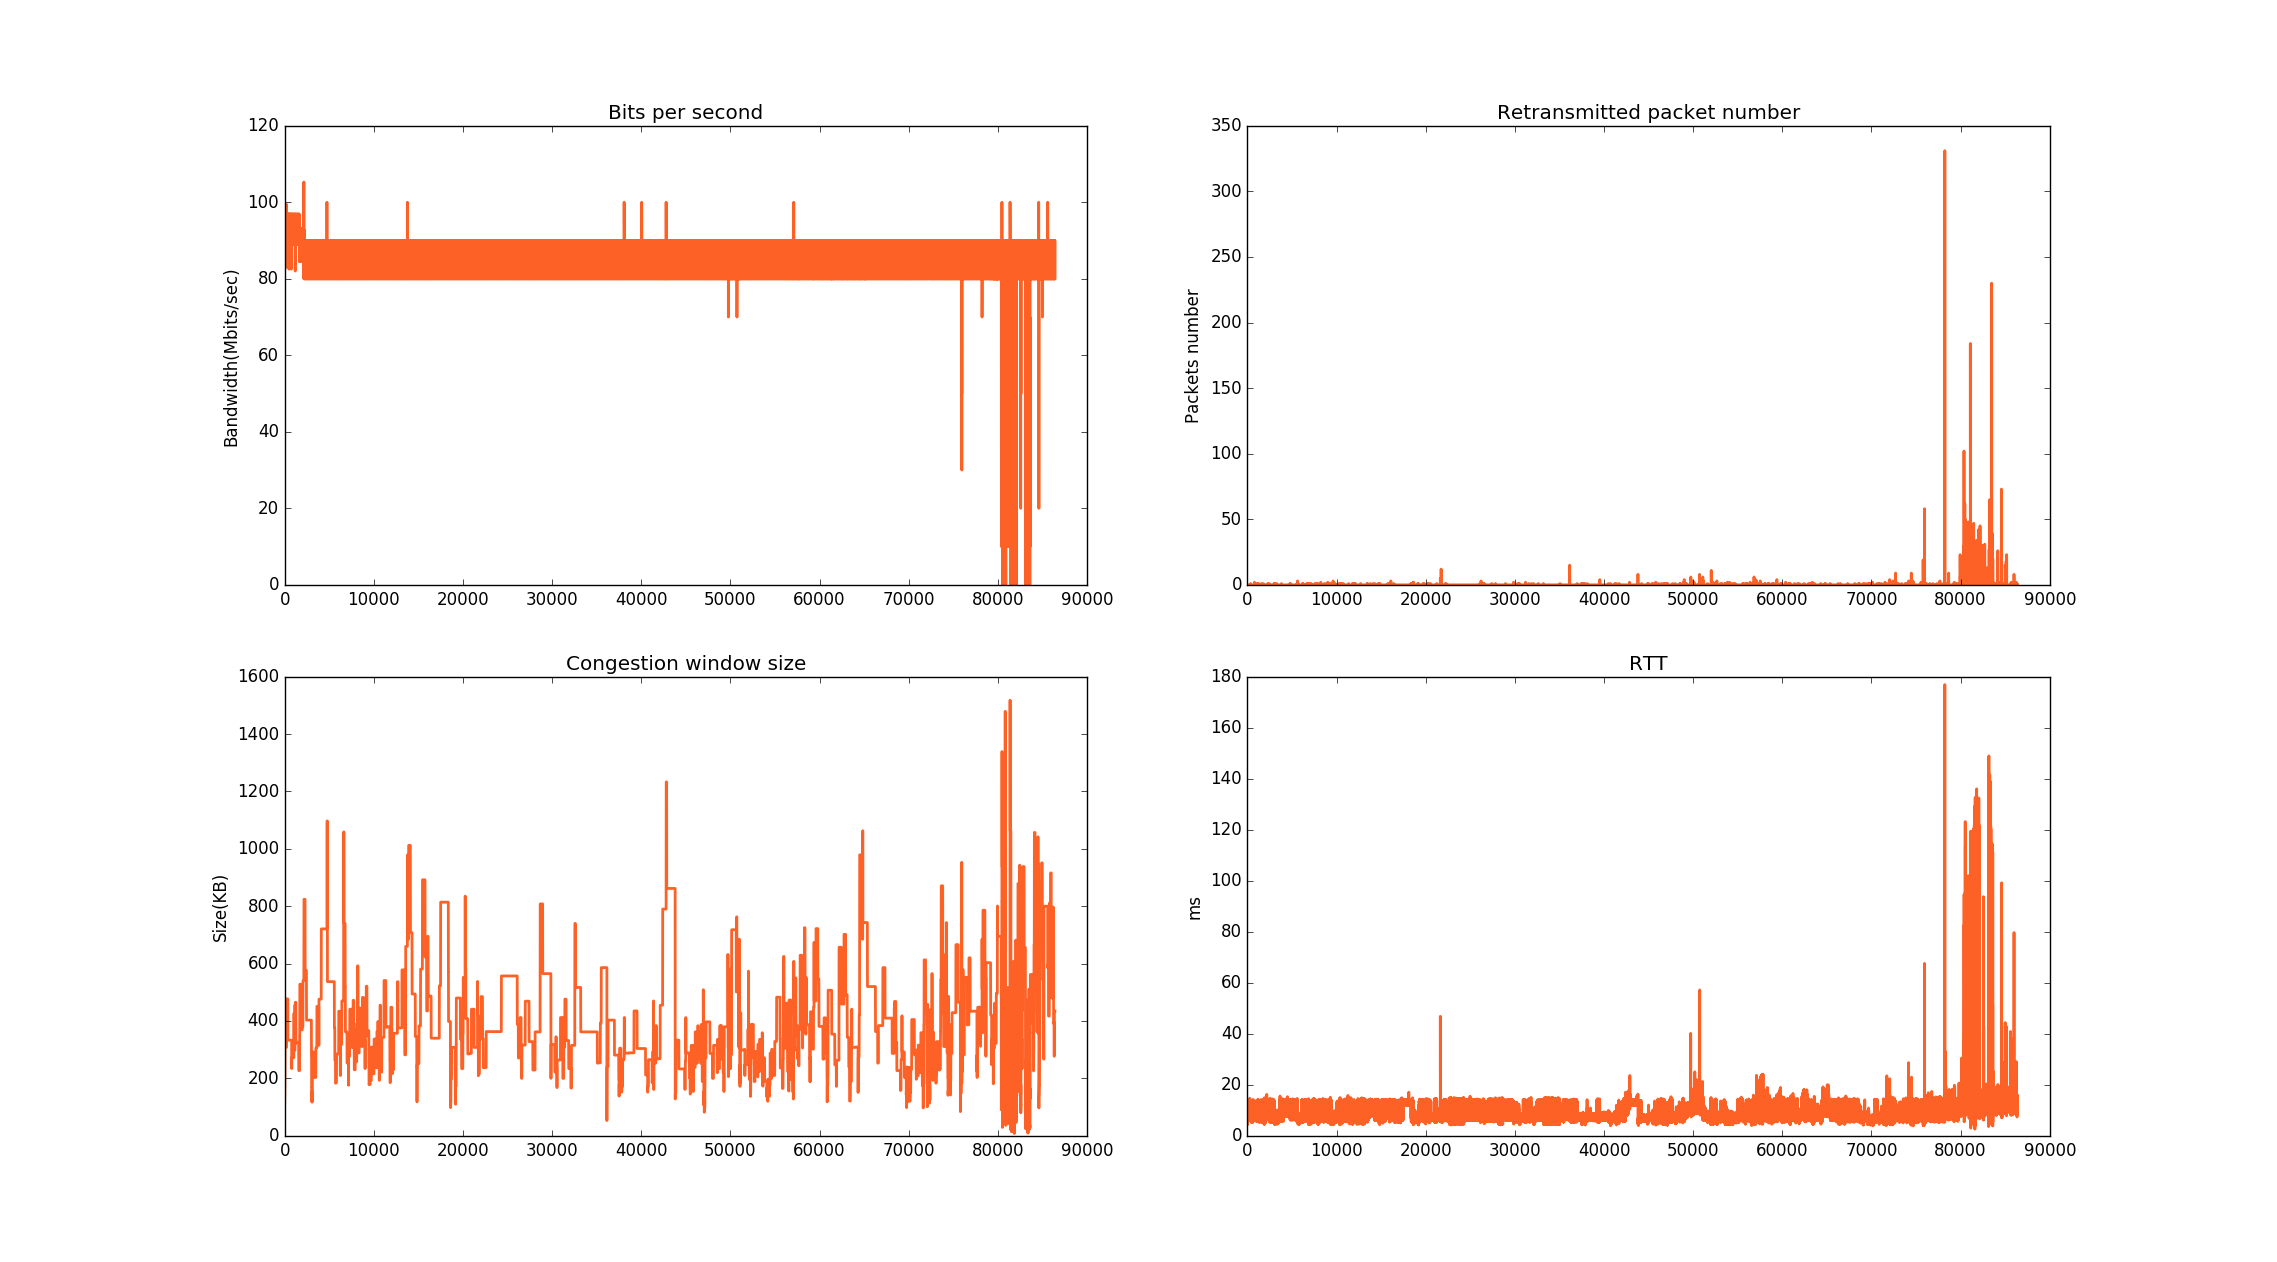 Bits per second
120
100
80
60
40
20
0
Bandwidth(Mbits/sec)
0 10000 20000 30000 40000 50000 60000 70000 80000 90000
Retransmitted packet number
350
300
250
200
150
100
50
0
Packets number
0 10000 20000 30000 40000 50000 60000 70000 80000 90000
Congestion window size
1600
1400
1200
1000
800
600
400
200
0
Size(KB)
0 10000 20000 30000 40000 50000 60000 70000 80000 90000
RTT
180
160
140
120
100
80
60
40
20
0
ms
0 10000 20000 30000 40000 50000 60000 70000 80000 90000